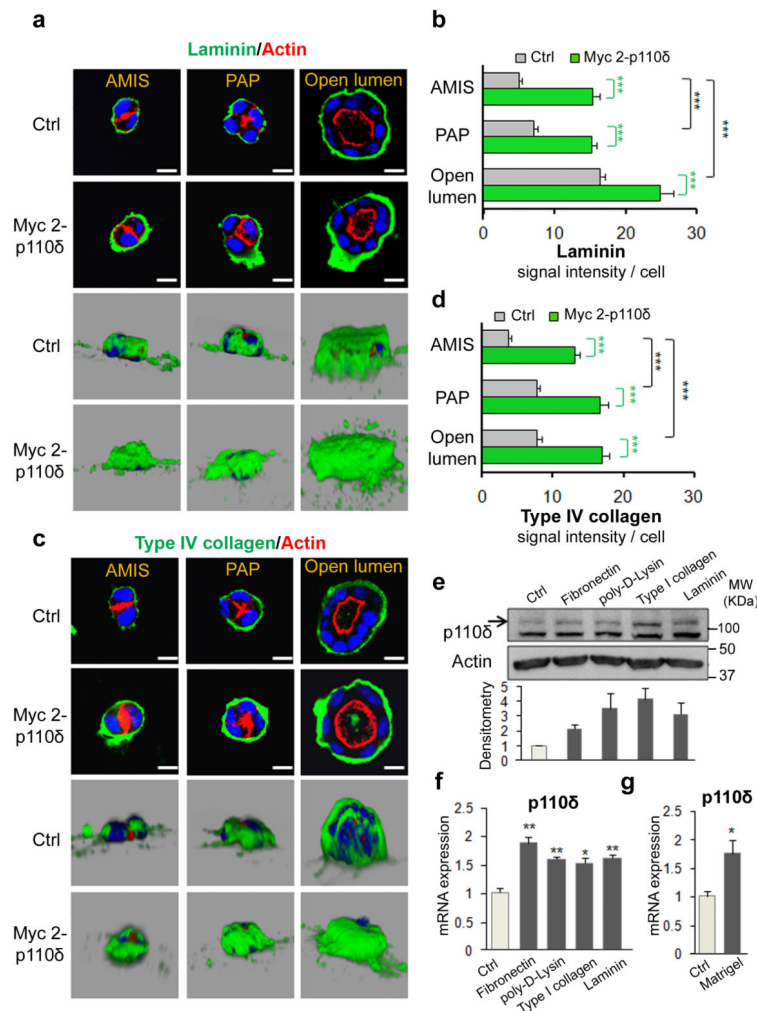 a
Laminin/Actin
AMIS PAP Open lumen
Ctrl
Myc 2-
p110δ
Ctrl
Myc 2-
p110δ
b
Ctrl Myc 2-p110δ
AMIS
***
PAP
***
Open
lumen
***
***
***
0 10 20 30
Laminin
signal intensity / cell
c
Type IV collagen/Actin
AMIS PAP Open lumen
Ctrl
Myc 2-
p110δ
Ctrl
Myc 2-
p110δ
d
Ctrl Myc 2-p110δ
AMIS
***
PAP
***
Open
lumen
***
***
***
0 10 20 30
Type IV collagen
signal intensity / cell
e
Ctrl Fibronectin poly-D-Lysin Type I collagen Laminin
MW
(KDa)
p110δ
100
50
Actin
37
Densitometry
5
4
3
2
1
0
f
p110δ
mRNA expression
2.5
2
1.5
1
0.5
0
** ** * **
Ctrl Fibronectin poly-D-Lysin Type I collagen Laminin
g
p110δ
mRNA expression
2.5
2
1.5
1
0.5
0
*
Ctrl Matrigel